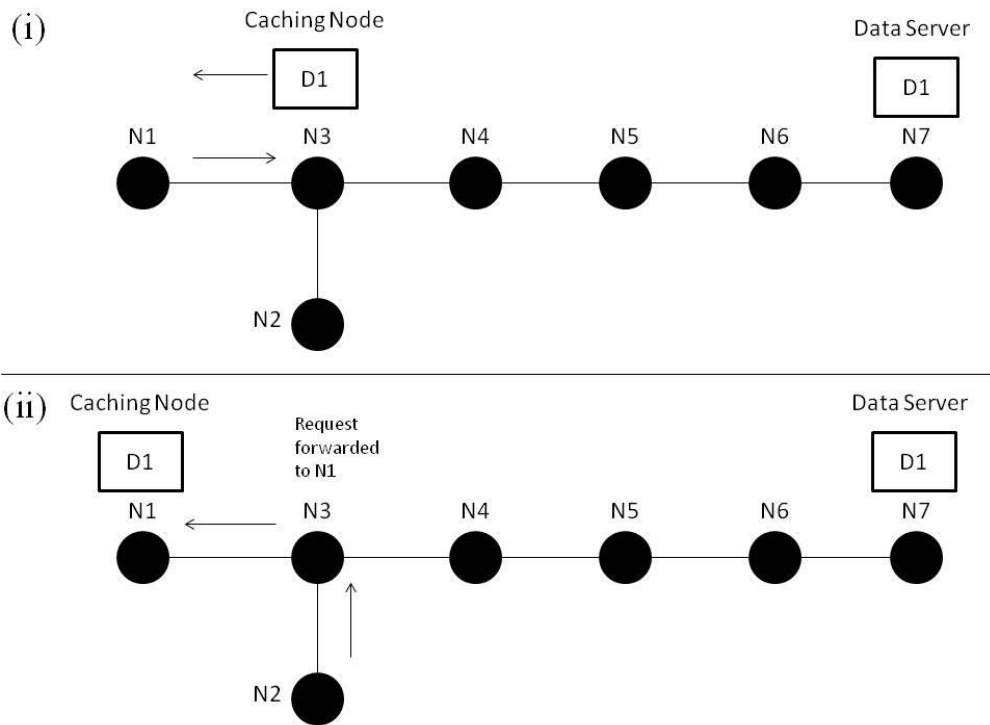 (i)
Caching Node
Data Server
D1
D1
N1
N3
N4
N5
N6
N7
N2
(ii)
Caching Node
Data Server
Request
forwarded
to N1
D1
D1
N1
N3
N4
N5
N6
N7
N2